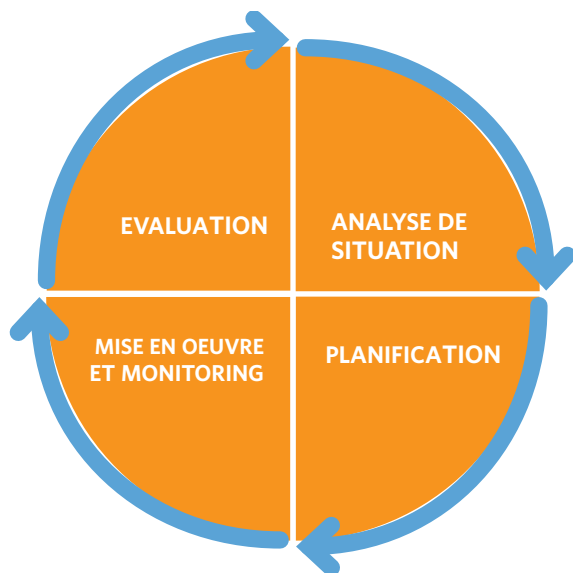 EVALUATION
ANALYSE DE
SITUATION
MISE EN OEUVRE
ET MONITORING
PLANIFICATION